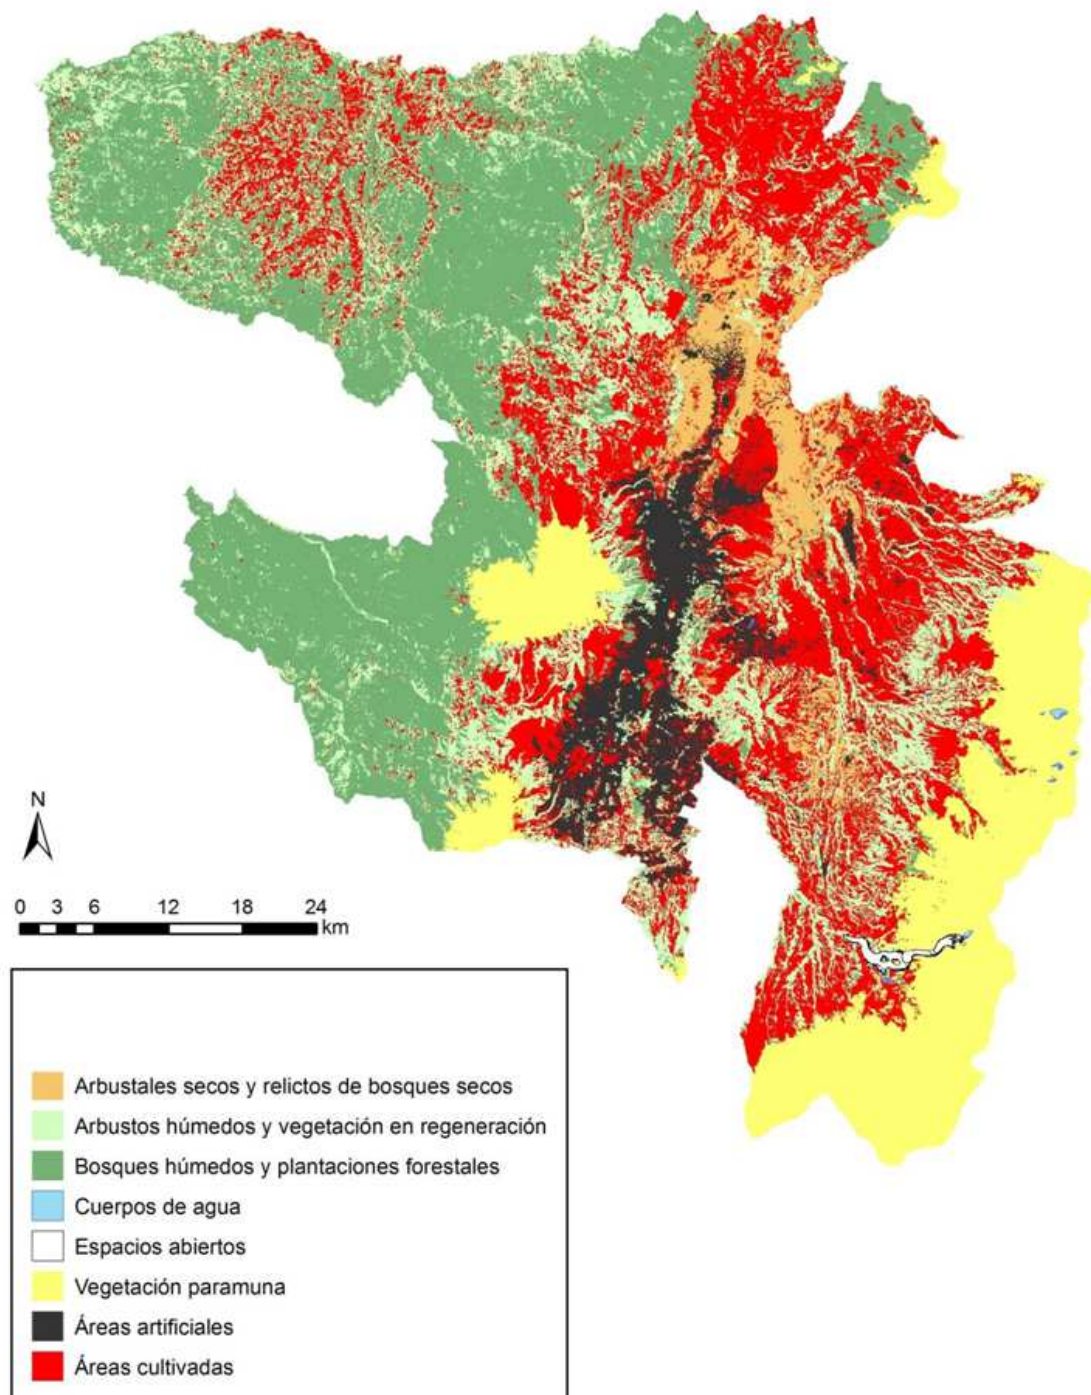 N
0 3 6 12 18 24
km
Arbustales secos y relictos de bosques secos
Arbustos húmedos y vegetación en regeneración
Bosques húmedos y plantaciones forestales
Cuerpos de agua
Espacios abiertos
Vegetación paramuna
Áreas artificiales
Áreas cultivadas